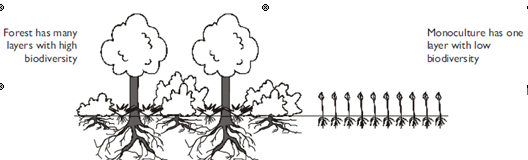 Forest has many
layers with high
biodiversity
Monoculture has one
layer with low
biodiversity